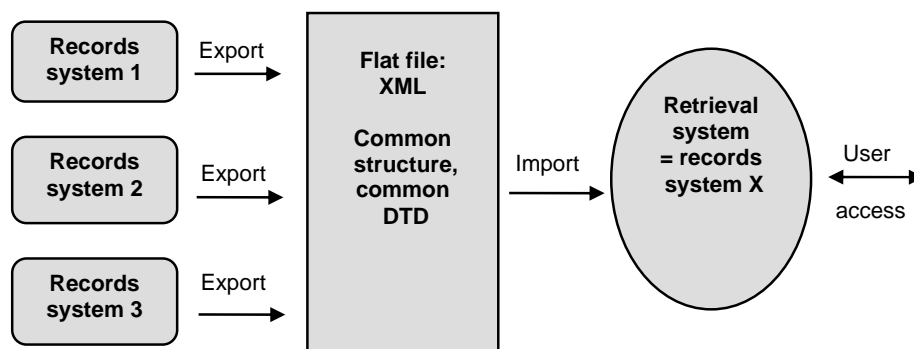 Records
system 1
Export
Records
system 2
Export
Records
system 3
Export
Flat file:
XML
Common
structure,
common
DTD
Import
Retrieval
system
= records
system X
User
access